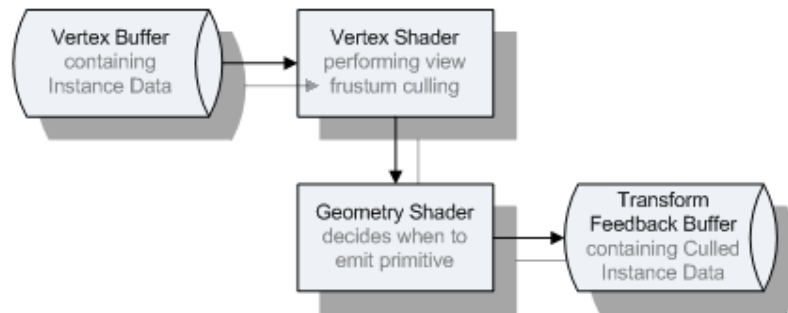 Vertex Buffer
containing
Instance Data
Vertex Shader
performing view
frustum culling
Geometry Shader
decides when to
emit primitive
Transform
Feedback Buffer
containing Culled
Instance Data